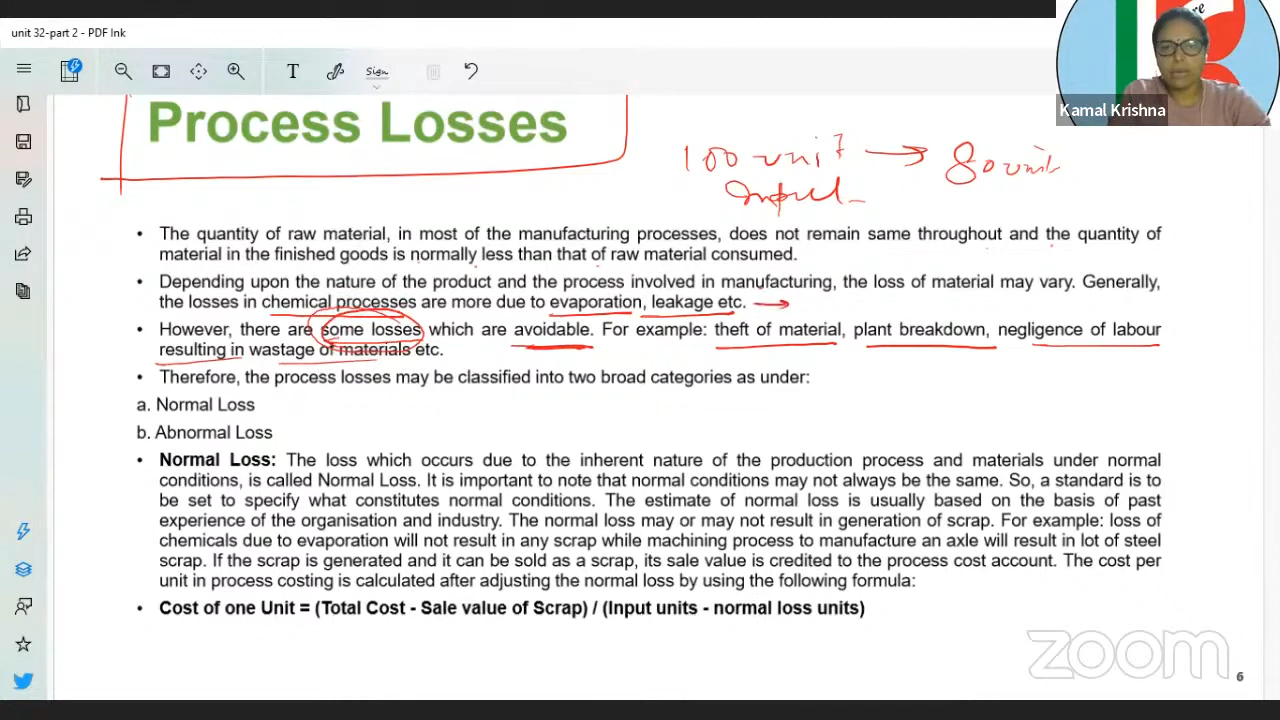 unit 32-part 2 - PDF Ink
re
T
Sign
Kamal Krishna
Process Losses
100 unit → 80 units
Input
• The quantity of raw material, in most of the manufacturing processes, does not remain same throughout and the quantity of
material in the finished goods is normally less than that of raw material consumed.
• Depending upon the nature of the product and the process involved in manufacturing, the loss of material may vary. Generally,
the losses in chemical processes are more due to evaporation, leakage etc. →
• However, there are some losses which are avoidable. For example: theft of material, plant breakdown, negligence of labour
resulting in wastage of materials etc.
• Therefore, the process losses may be classified into two broad categories as under:
a. Normal Loss
b. Abnormal Loss
• Normal Loss: The loss which occurs due to the inherent nature of the production process and materials under normal
conditions, is called Normal Loss. It is important to note that normal conditions may not always be the same. So, a standard is to
be set to specify what constitutes normal conditions. The estimate of normal loss is usually based on the basis of past
experience of the organisation and industry. The normal loss may or may not result in generation of scrap. For example: loss of
chemicals due to evaporation will not result in any scrap while machining process to manufacture an axle will result in lot of steel
scrap. If the scrap is generated and it can be sold as a scrap, its sale value is credited to the process cost account. The cost per
unit in process costing is calculated after adjusting the normal loss by using the following formula:
• Cost of one Unit = (Total Cost - Sale value of Scrap) / (Input units - normal loss units)
zoom
6